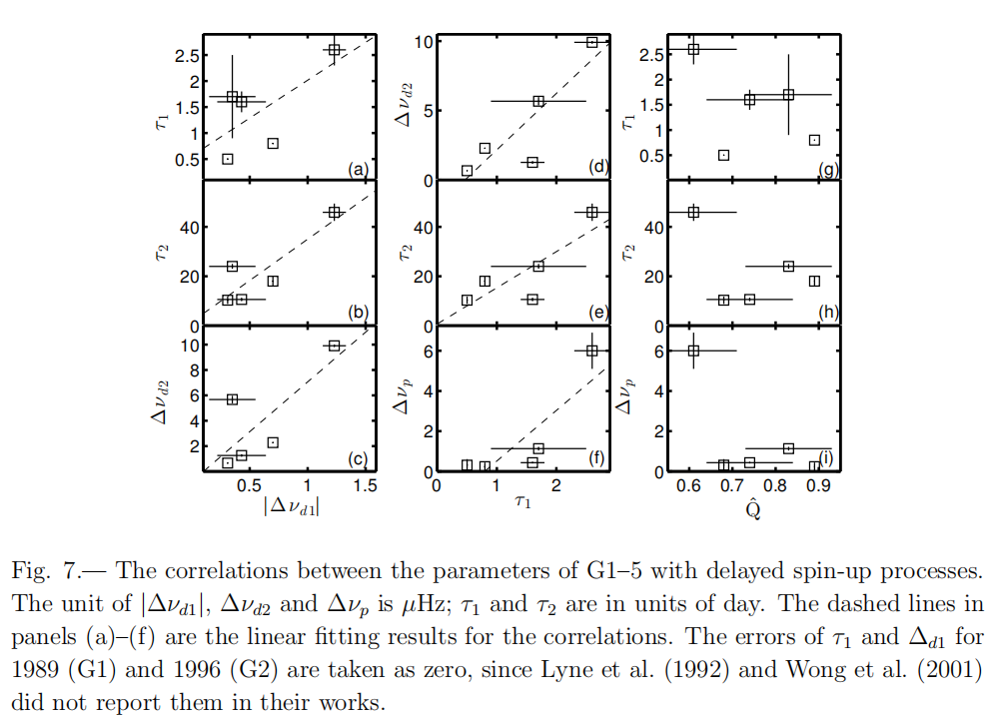 2.5
2
1.5
1
0.5
τ1
(a)
10
5
0
Δνd2
(d)
2.5
2
1.5
1
0.5
τ1
(g)
40
20
0
τ2
(b)
40
20
0
τ2
(e)
40
20
0
τ2
(h)
10
8
6
4
2
Δνd2
(c)
0.5
1
1.5
|Δνd1|
6
4
2
0
Δνp
(f)
0
1
2
τ1
6
4
2
0
Δνp
(i)
0.6
0.7
0.8
0.9
Q̂
Fig. 7.— The correlations between the parameters of G1–5 with delayed spin-up processes.
The unit of |Δνd1|, Δνd2 and Δνp is μHz; τ1 and τ2 are in units of day. The dashed lines in
panels (a)–(f) are the linear fitting results for the correlations. The errors of τ1 and Δd1 for
1989 (G1) and 1996 (G2) are taken as zero, since Lyne et al. (1992) and Wong et al. (2001)
did not report them in their works.